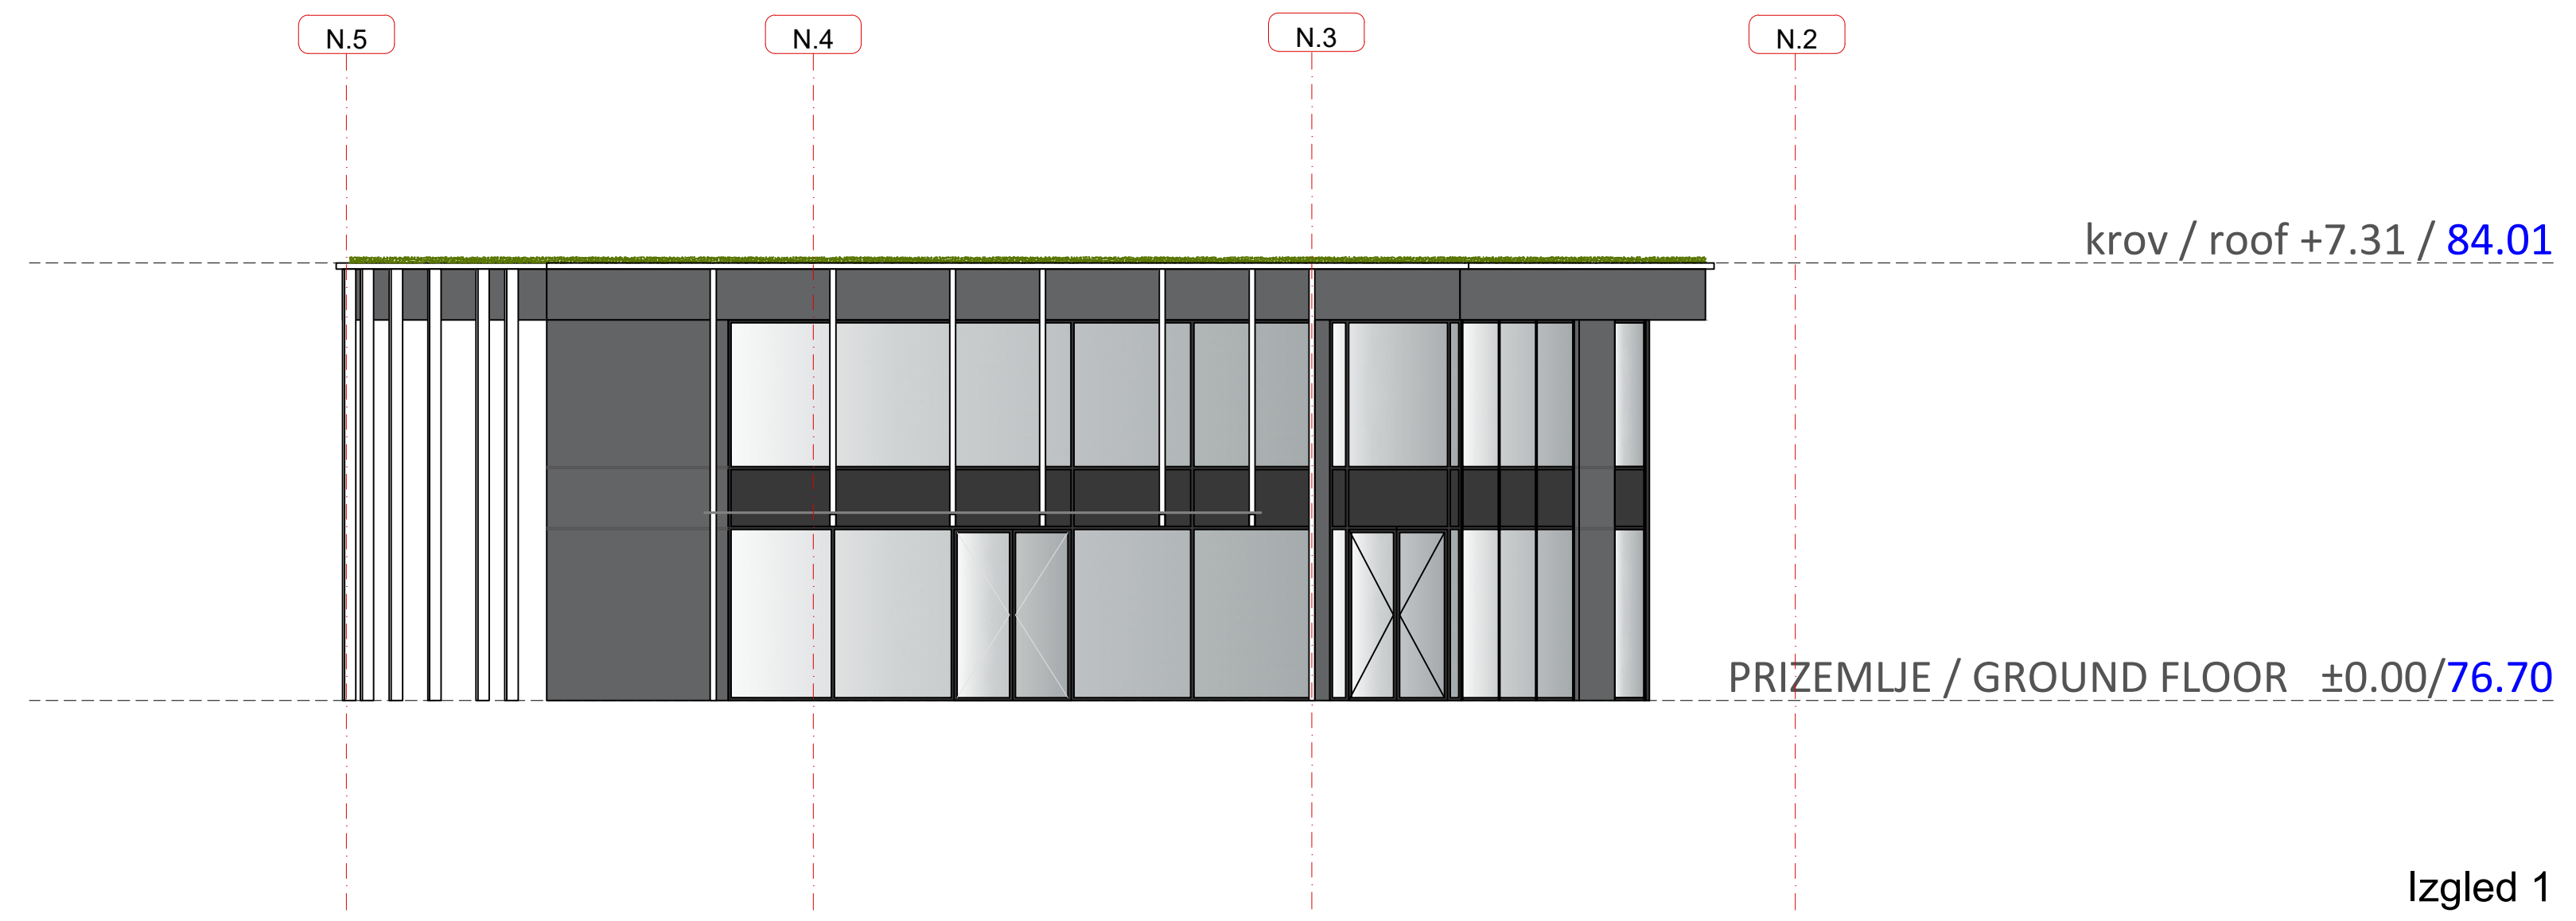 N.5 N.4 N.3 N.2
krov / roof +7.31 / 84.01
PRIZEMLJE / GROUND FLOOR ±0.00/76.70
Izgled 1